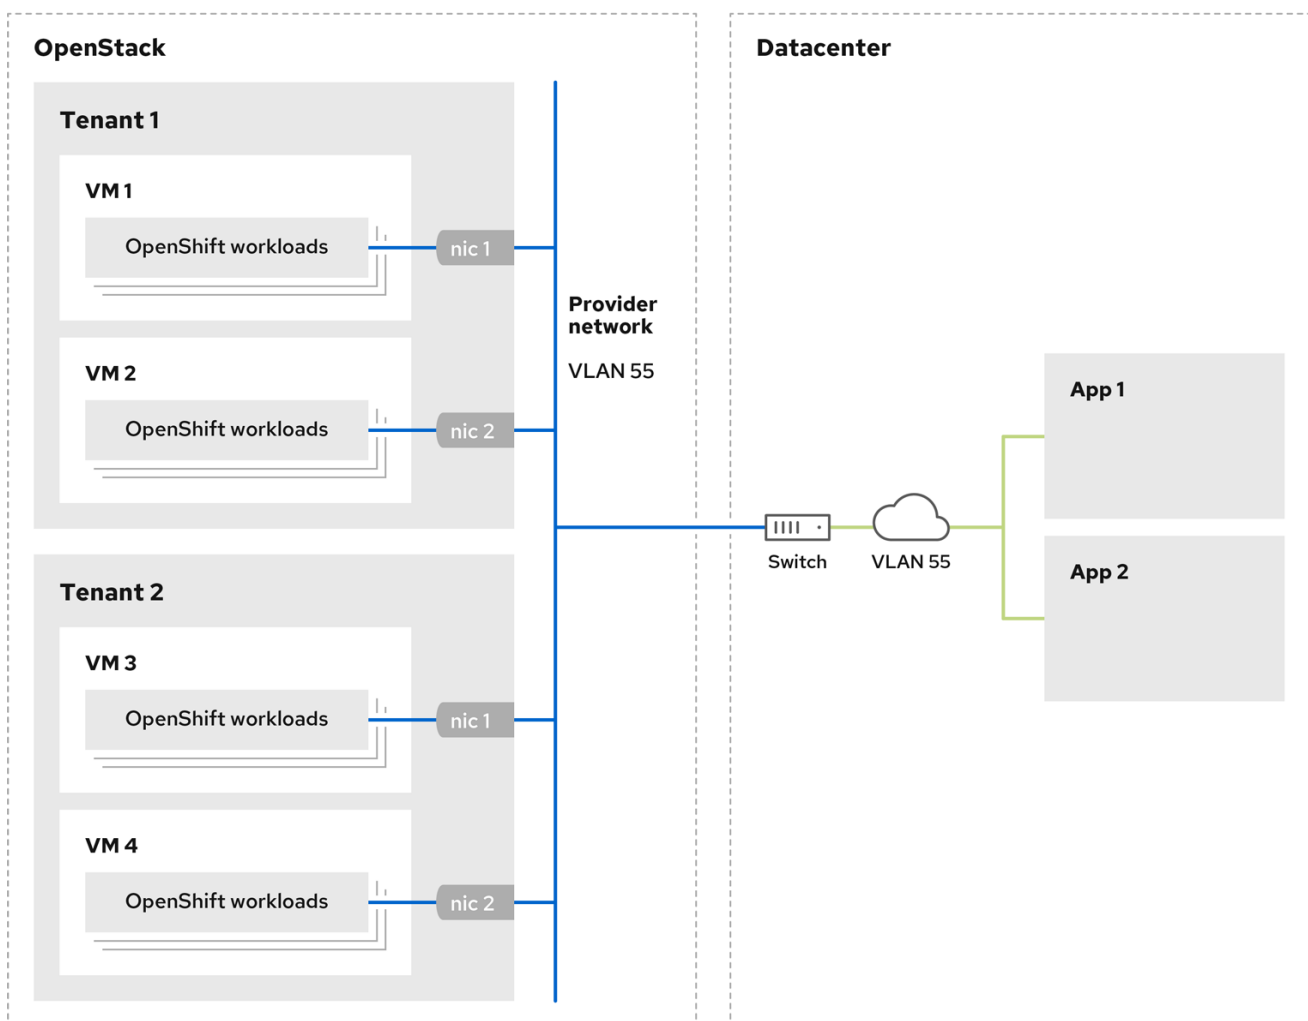 OpenStack
Tenant 1
VM 1
OpenShift workloads
nic 1
VM 2
OpenShift workloads
nic 2
Tenant 2
VM 3
OpenShift workloads
nic 1
VM 4
OpenShift workloads
nic 2
Provider
network
VLAN 55
Datacenter
Switch
VLAN 55
App 1
App 2